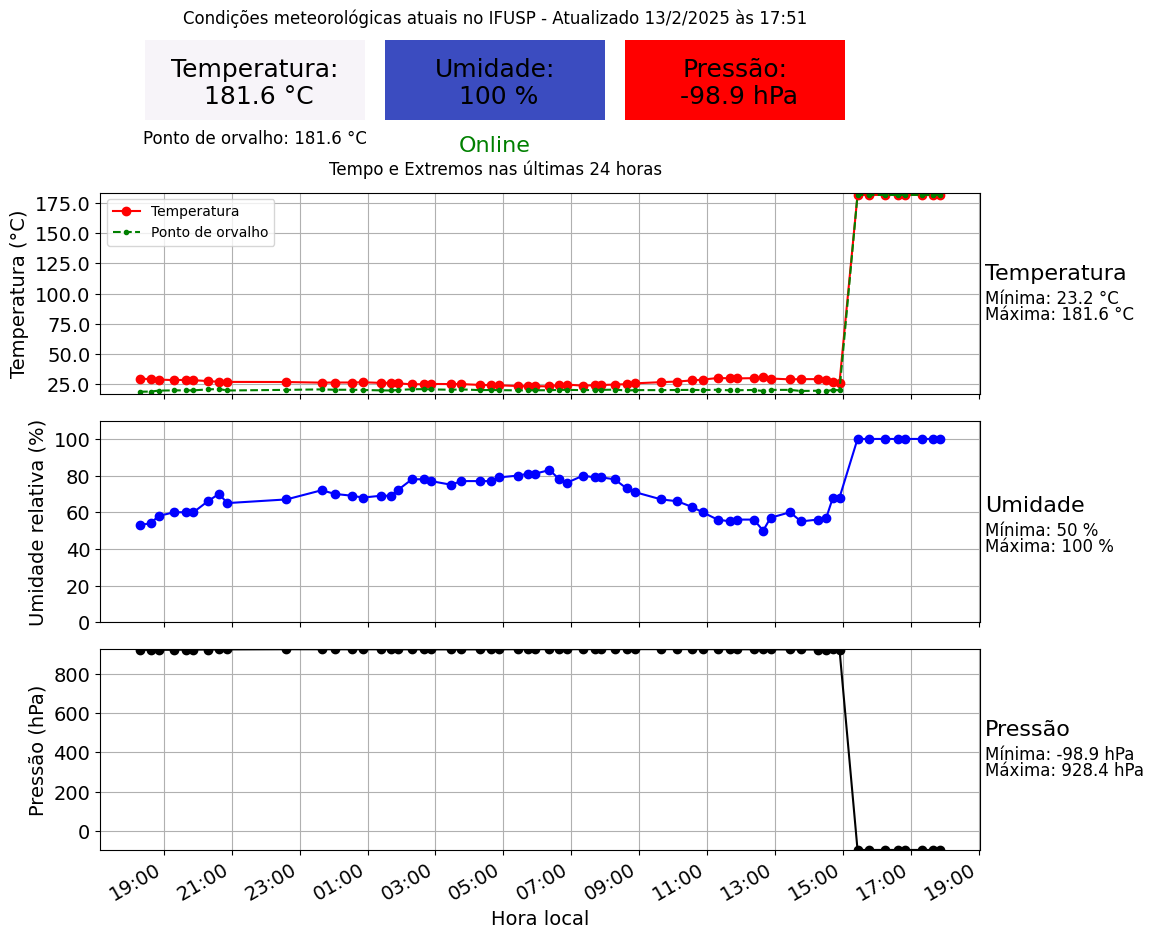 Condições meteorológicas atuais no IFUSP - Atualizado 13/2/2025 às 17:51
Temperatura:
181.6 °C
Umidade:
100 %
Pressão:
-98.9 hPa
Ponto de orvalho: 181.6 °C
Online
Tempo e Extremos nas últimas 24 horas
Temperatura (°C)
175.0
150.0
125.0
100.0
75.0
50.0
25.0
Temperatura
Ponto de orvalho
Temperatura
Mínima: 23.2 °C
Máxima: 181.6 °C
Umidade relativa (%)
100
80
60
40
20
0
Umidade
Mínima: 50 %
Máxima: 100 %
Pressão (hPa)
800
600
400
200
0
Pressão
Mínima: -98.9 hPa
Máxima: 928.4 hPa
19:00
21:00
23:00
01:00
03:00
05:00
07:00
09:00
11:00
13:00
15:00
17:00
19:00
Hora local